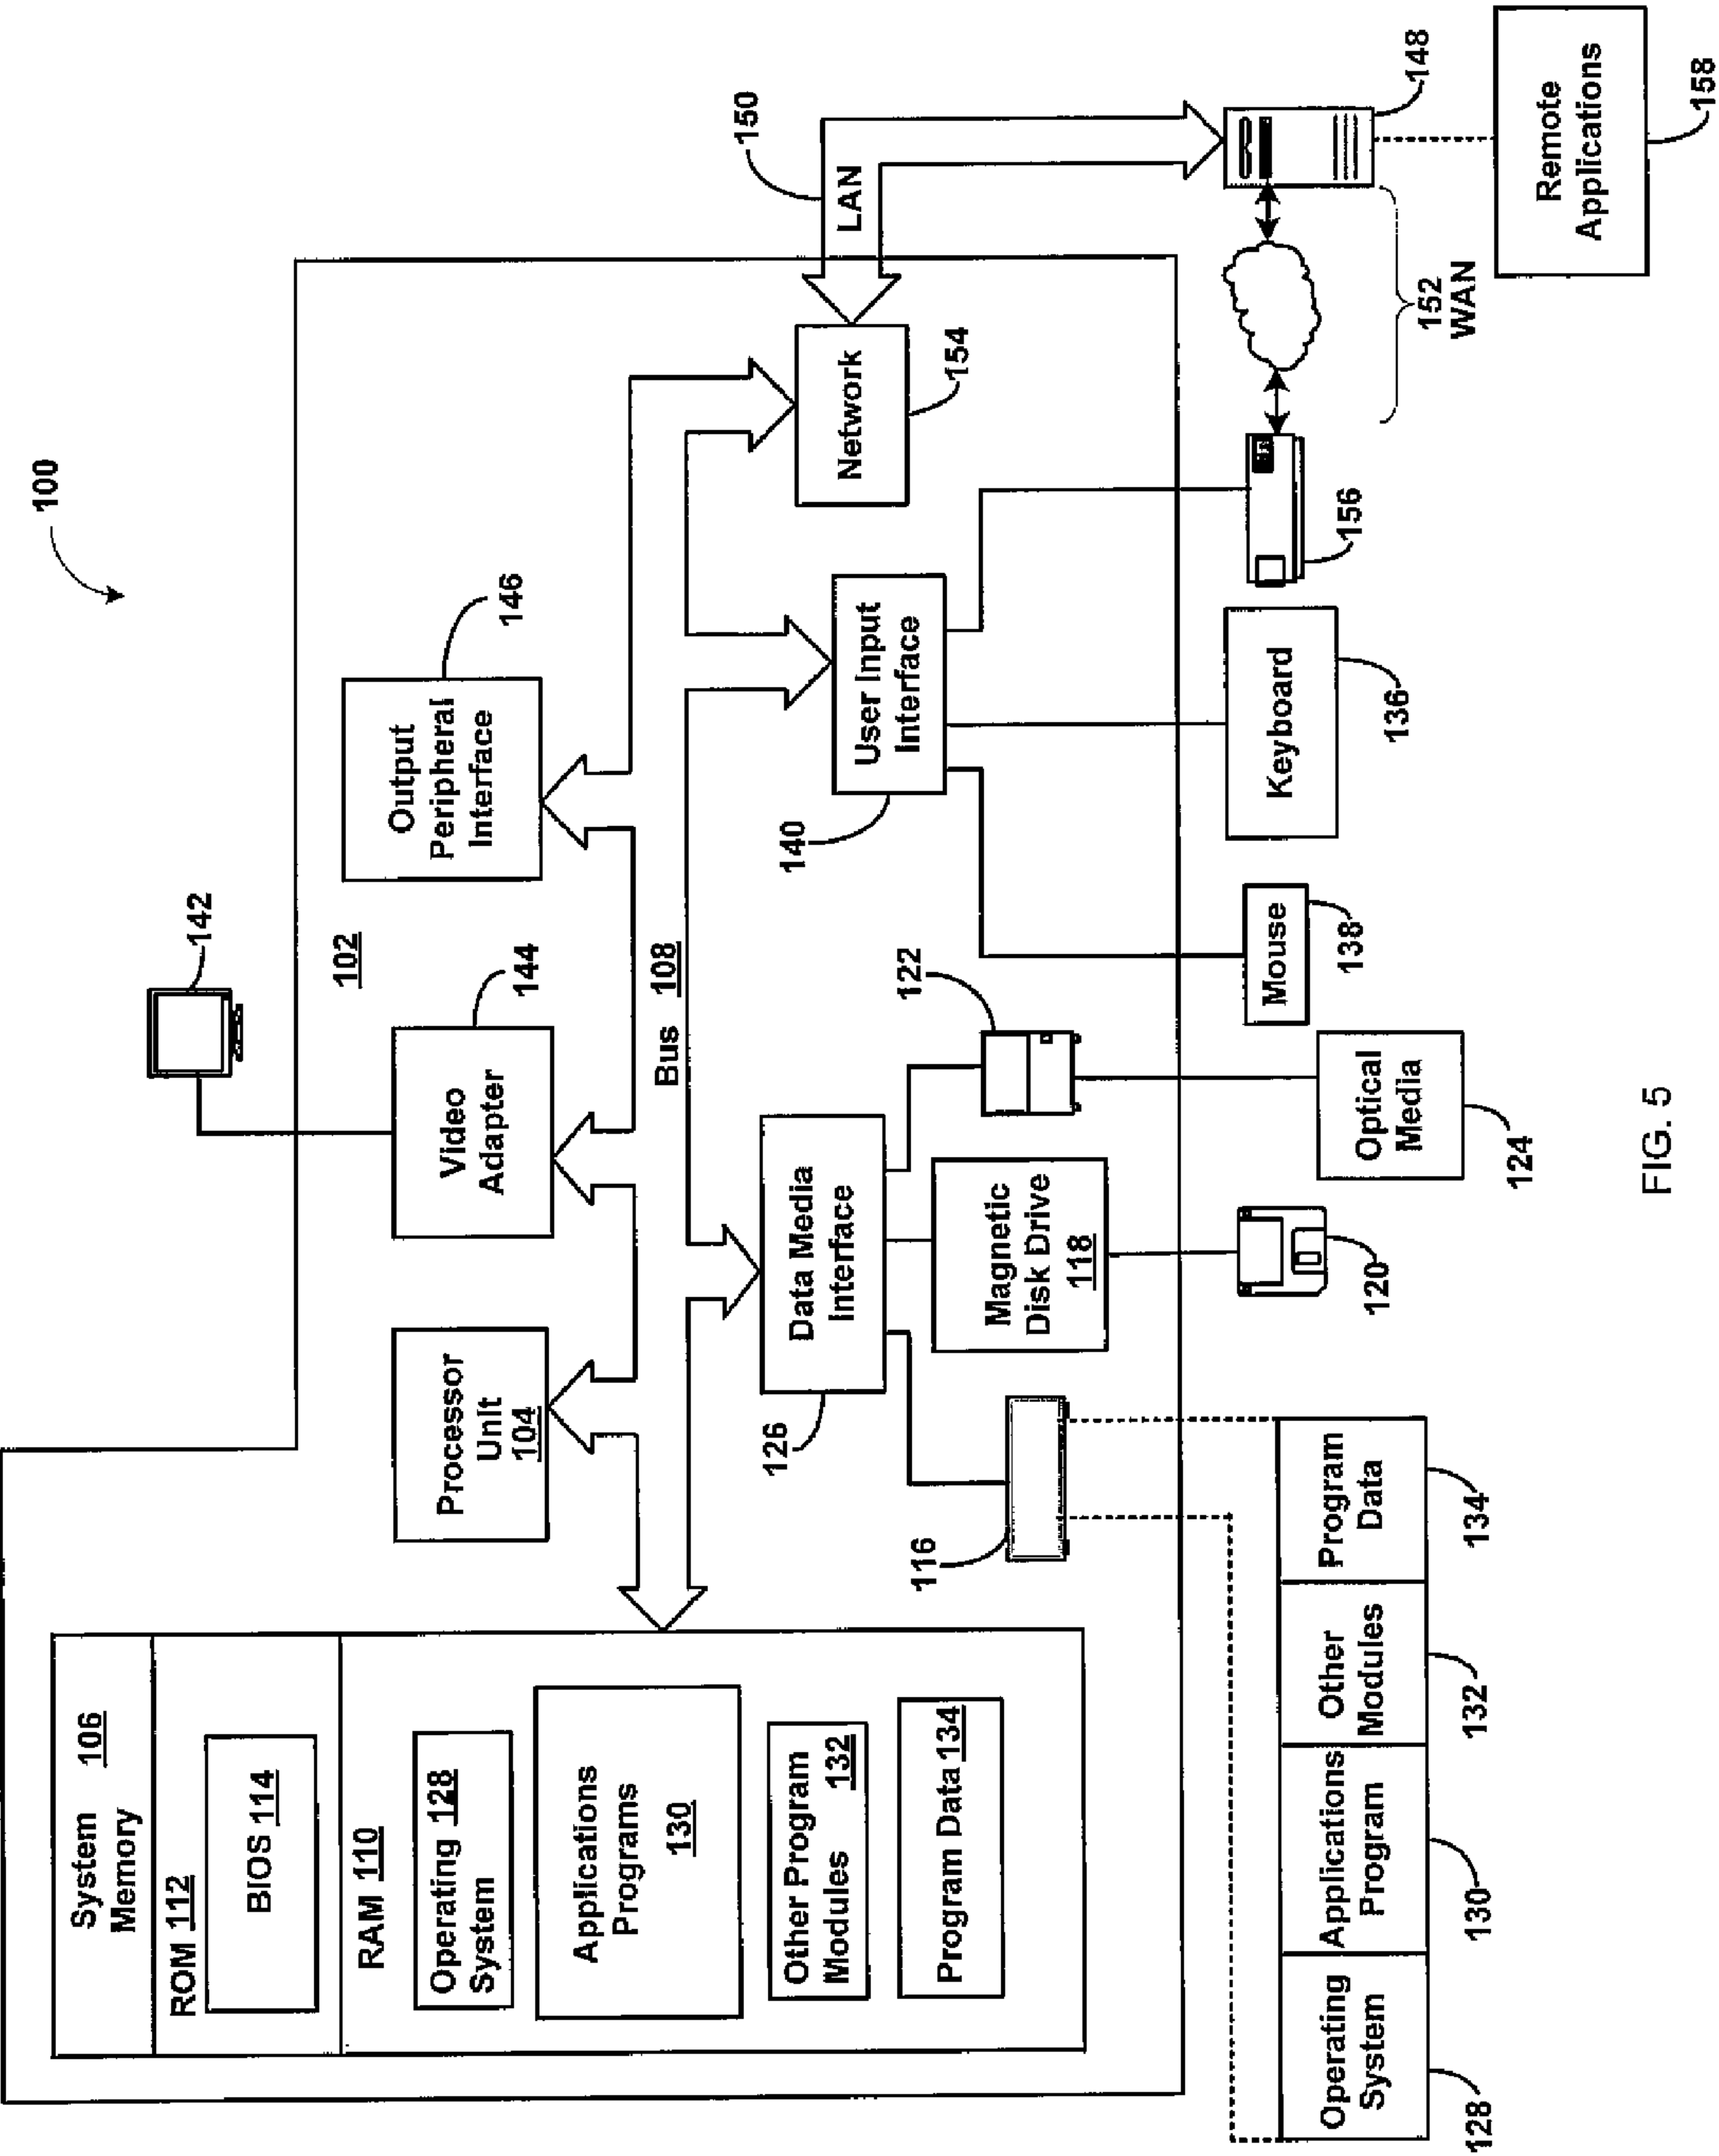 100
142
System
Memory
106
ROM 112
BIOS 114
RAM 110
Operating 128
System
Applications
Programs
130
Other Program
Modules 132
Program Data 134
Processor
Unit
104
Video
Adapter
144
102
Output
Peripheral
Interface
146
Bus 108
Data Media
Interface
126
User Input
Interface
140
Network
154
LAN
150
116
Magnetic
Disk Drive
118
122
Operating
System
128
Applications
Program
130
Other
Modules
132
Program
Data
134
120
Optical
Media
124
Mouse
138
Keyboard
136
156
152
WAN
148
Remote
Applications
158
FIG. 5